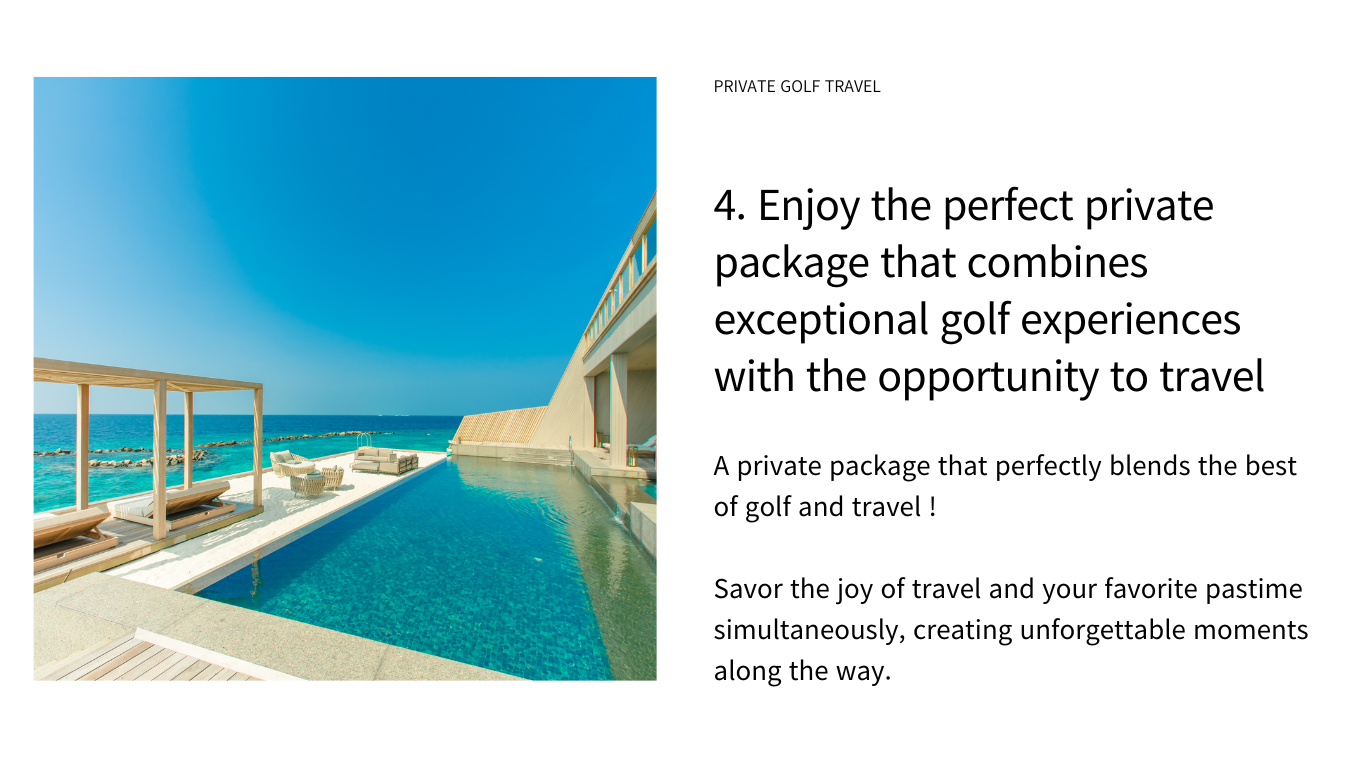 PRIVATE GOLF TRAVEL
4. Enjoy the perfect private
package that combines
exceptional golf experiences
with the opportunity to travel
A private package that perfectly blends the best
of golf and travel !
Savor the joy of travel and your favorite pastime
simultaneously, creating unforgettable moments
along the way.